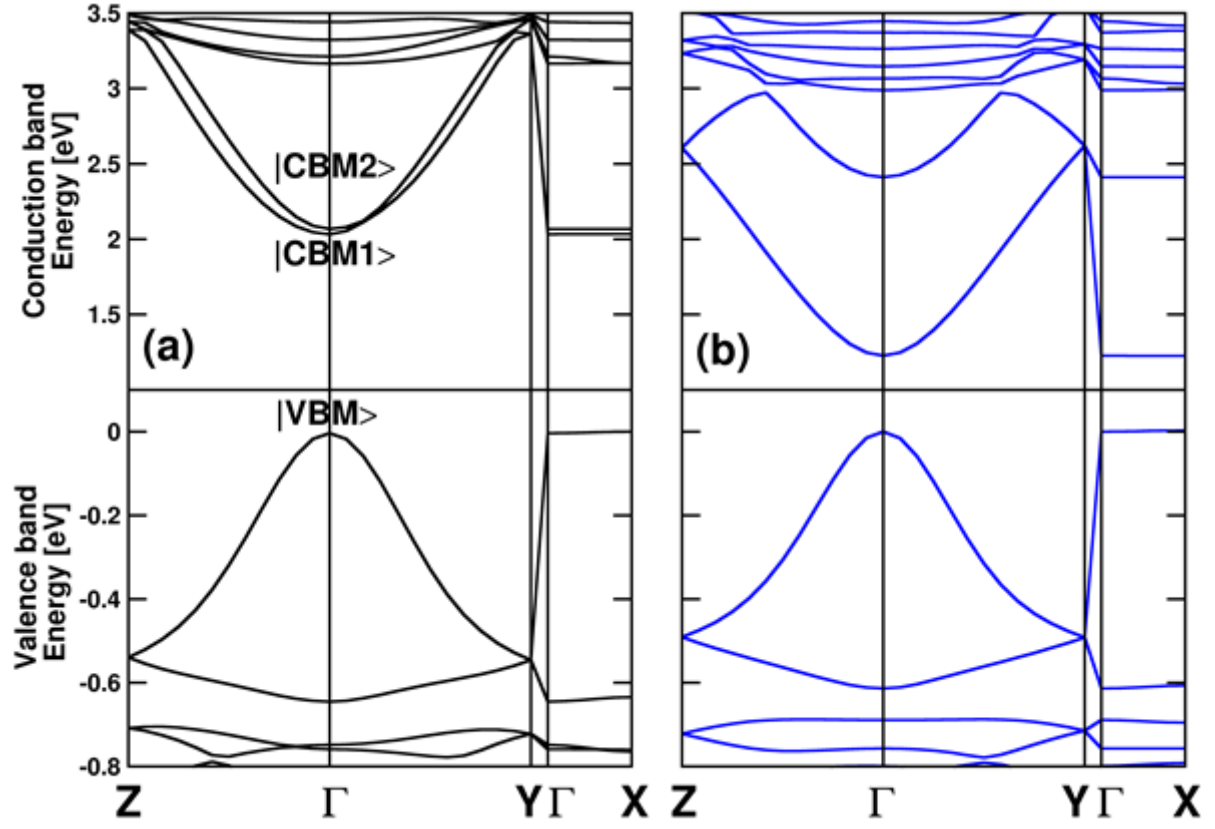 Conduction band
Energy [eV]
3.5
3
2.5
2
1.5
|CBM2>
|CBM1>
(a)
(b)
Valence band
Energy [eV]
|VBM>
0
-0.2
-0.4
-0.6
-0.8
Z Γ Y Γ X Z Γ Y Γ X